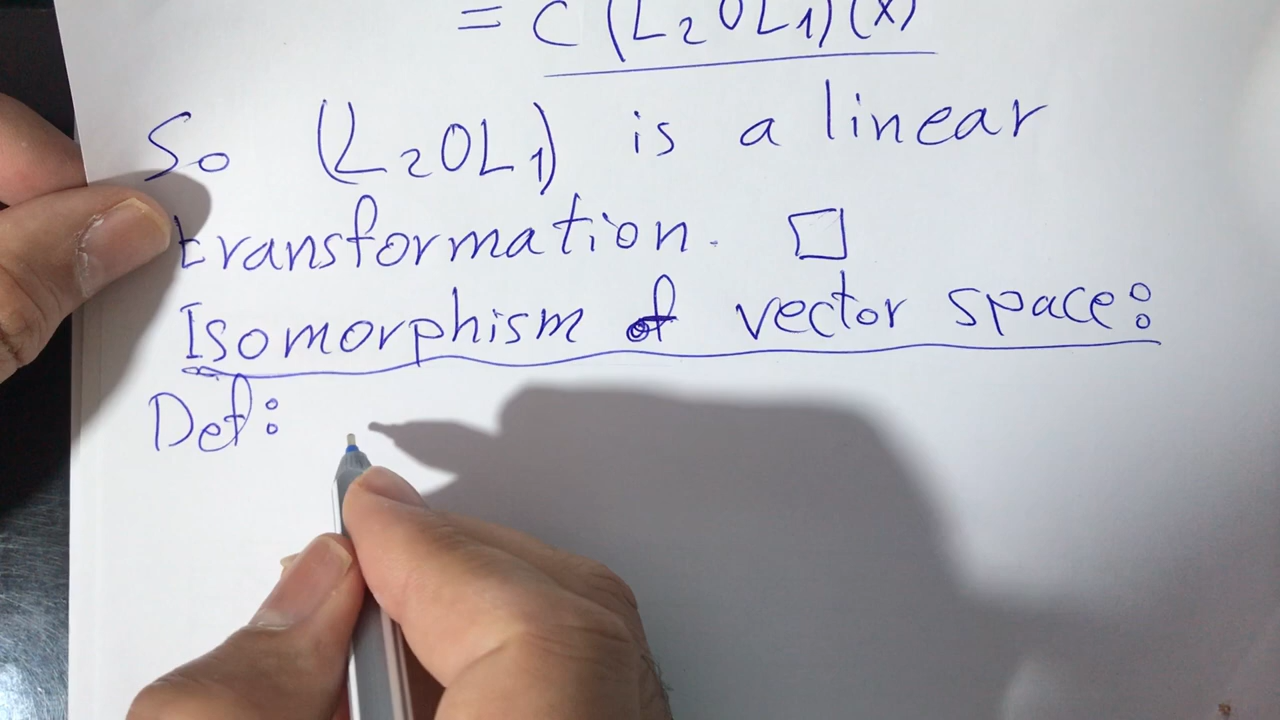 = C (L2OL1)(x)
So (L2OL1) is a linear
transformation. □
Isomorphism of vector space:
Def: